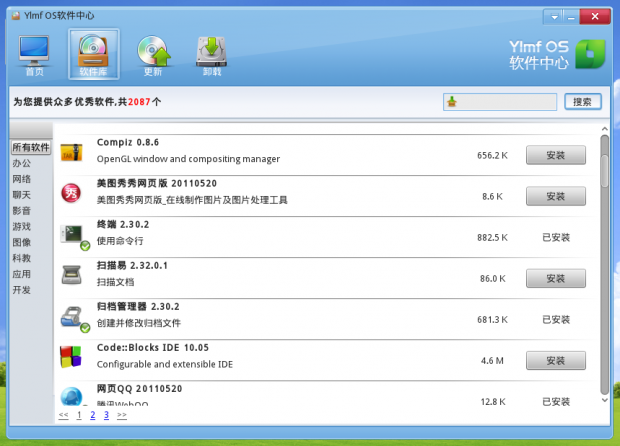 Ylmf OS软件中心
首页
软件库
更新
卸载
Ylmf OS
软件中心
为您提供众多优秀软件,共2087个
搜索
所有软件
办公
网络
聊天
影音
游戏
图像
科教
应用
开发
Compiz 0.8.6
OpenGL window and compositing manager
656.2 K
安装
美图秀秀网页版 20110520
美图秀秀网页版_在线制作图片及图片处理工具
8.6 K
安装
终端 2.30.2
使用命令行
882.5 K
已安装
扫描易 2.32.0.1
扫描文档
86.0 K
安装
归档管理器 2.30.2
创建并修改归档文件
681.3 K
已安装
Code::Blocks IDE 10.05
Configurable and extensible IDE
4.6 M
安装
网页QQ 20110520
腾讯WebQQ
12.8 K
已安装
<< 1 2 3 >>